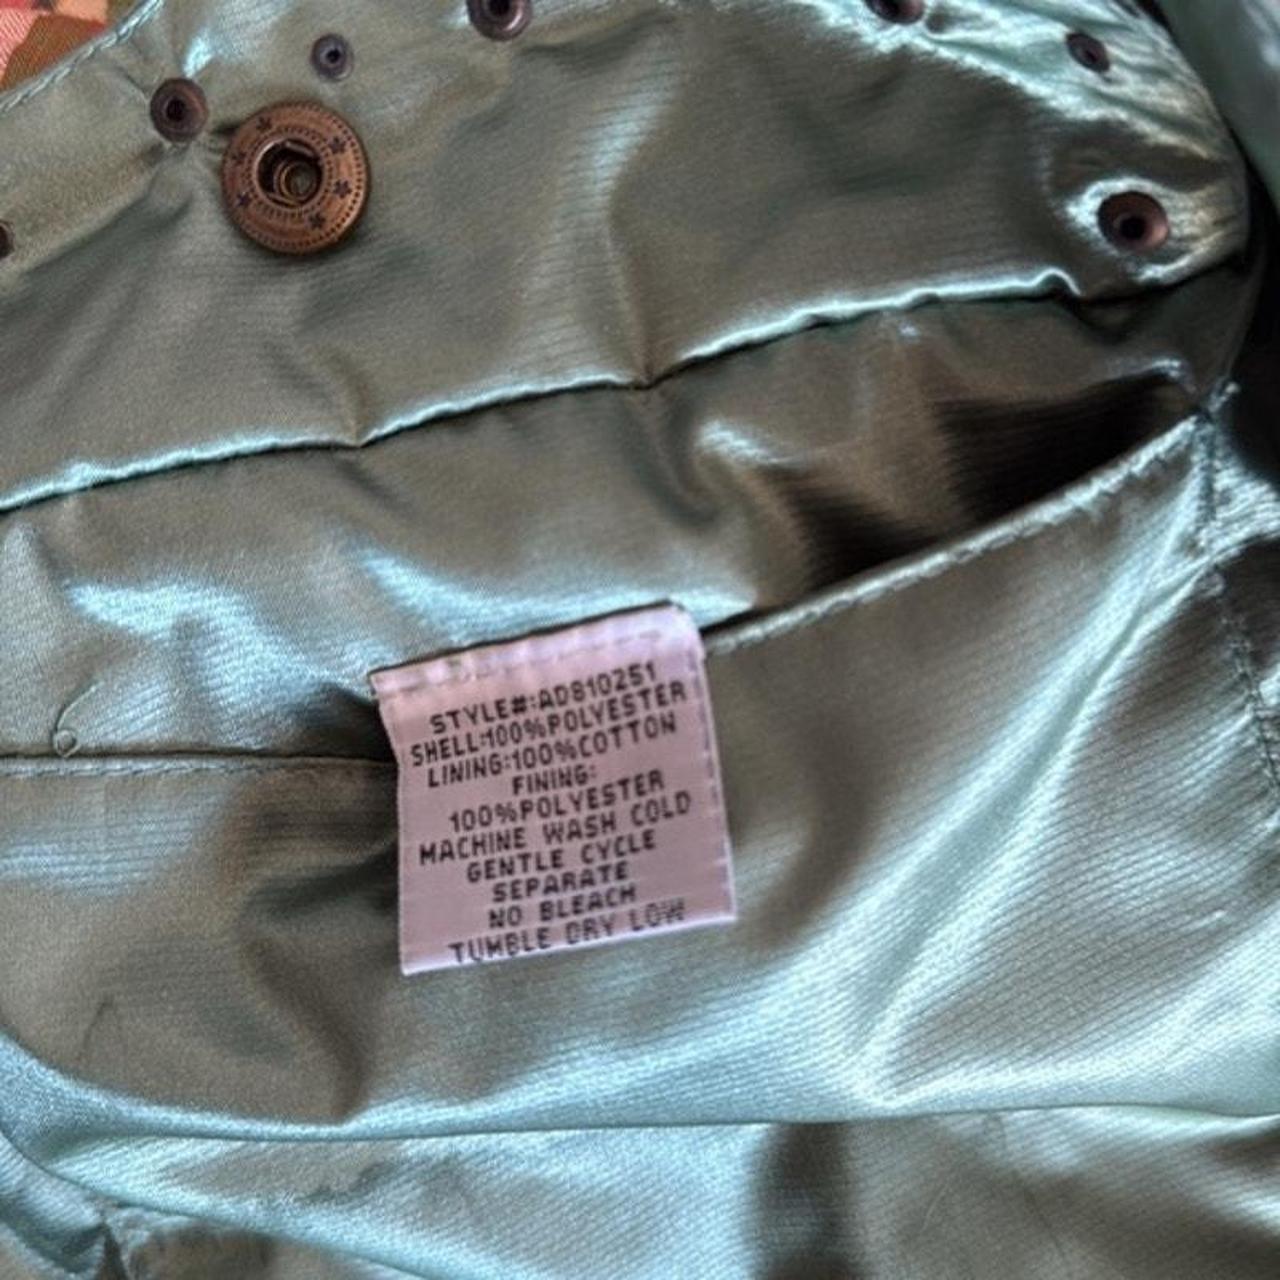 STYLE#:AD810251
SHELL:100%POLYESTER
LINING:100%COTTON
FINING:
100%POLYESTER
MACHINE WASH COLD
GENTLE CYCLE
SEPARATE
NO BLEACH
TUMBLE DRY LOW